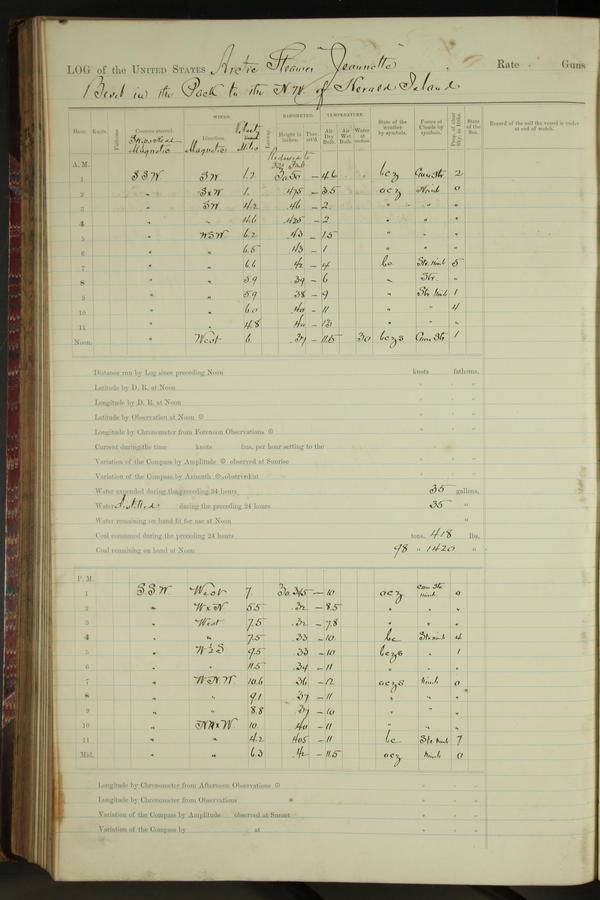 LOG of the UNITED STATES Arctic Steamer "Jeannette" Rate Guns
Beset in the Pack to the N.W. of Herald Island
WINDS. BAROMETER. TEMPERATURE.
Hour. Knots. Fathoms. Courses steered. Direction. Velocity Miles Leeway. Height in inches. Ther. att'd. Air Dry Bulb. Air Wet Bulb. Water at surface. State of the weather by symbols. Forms of Clouds by symbols. Prop. of clear Sky, in 10ths. State of the Sea. Record of the sail the vessel is under at end of watch.
Ship's head Magnetic Magnetic
Reduced to
A. M.
1 SSW SW 1.2 30.50 -4.6 bcz Cum Str 2
2 " SxW 1. .475 -3.5 ocz Nimb 0
3 " SW 4.2 .46 -2 " " "
4 " " 4.6 .425 -2 " " "
5 " WSW 6.2 .43 -1.5 " " "
6 " " 6.5 .43 -1 " " "
7 " " 6.6 .42 -4 bc Str. Nimb 5
8 " " 5.9 .39 -6 " Str. "
9 " " 5.9 .38 -9 " Str Nimb 1
10 " " 6.0 .40 -11 " " 4
11 " " 4.8 .40 -13 " " "
Noon. " West 6. .37 -11.5 30 bczs Cum Str 1
Distance run by Log since preceding Noon knots fathoms.
Latitude by D. R. at Noon
Longitude by D. R. at Noon
Latitude by Observation at Noon ⊙
Longitude by Chronometer from Forenoon Observations ⊙
Current during the time knots fms. per hour setting to the
Variation of the Compass by Amplitude ⊙ observed at Sunrise
Variation of the Compass by Azimuth ⊙ observed at
Water expended during the preceding 24 hours 35 gallons.
Water distilled during the preceding 24 hours 35 "
Water remaining on hand fit for use at Noon "
Coal consumed during the preceding 24 hours tons. 418 lbs.
Coal remaining on hand at Noon 98 " 1420 "
P. M.
1 SSW West 7. 30.345 -10 ocz Cum Str Nimb 0
2 " WxN 5.5 .32 -8.5 " " "
3 " West 7.5 .32 -7.8 " " "
4 " " 7.5 33 -10 bc Str nimb 4
5 " W½S 9.5 33 -10 bczs " 1
6 " " 11.5 .34 -11 " " "
7 " WNW 10.6 36 -12 oczs Nimb 0
8 " " 9.1 37 -11 " " "
9 " " 8.8 37 -10 " " "
10 " NWxW. 10. .40 -11 " " "
11 " " 4.2 .405 -11 bc Str Nimb 7
Mid. " " 6.3 .42 -11.5 ocz Nimb 0
Longitude by Chronometer from Afternoon Observations ⊙
Longitude by Chronometer from Observations *
Variation of the Compass by Amplitude observed at Sunset
Variation of the Compass by at